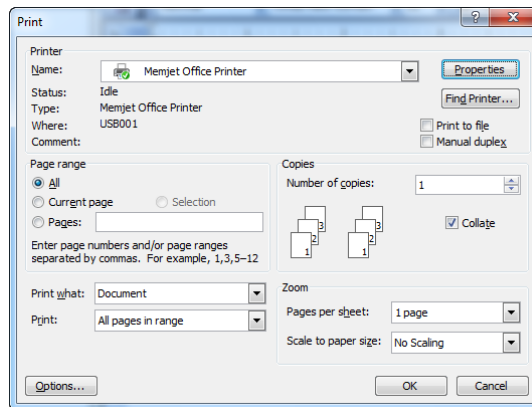 Print
Printer
Name: Memjet Office Printer
Properties
Status: Idle
Find Printer...
Type: Memjet Office Printer
Where: USB001
Print to file
Comment:
Manual duplex
Page range
All
Current page Selection
Pages:
Enter page numbers and/or page ranges
separated by commas. For example, 1,3,5–12
Copies
Number of copies: 1
3 3
2 2
1 1
Collate
Print what: Document
Print: All pages in range
Zoom
Pages per sheet: 1 page
Scale to paper size: No Scaling
Options... OK Cancel